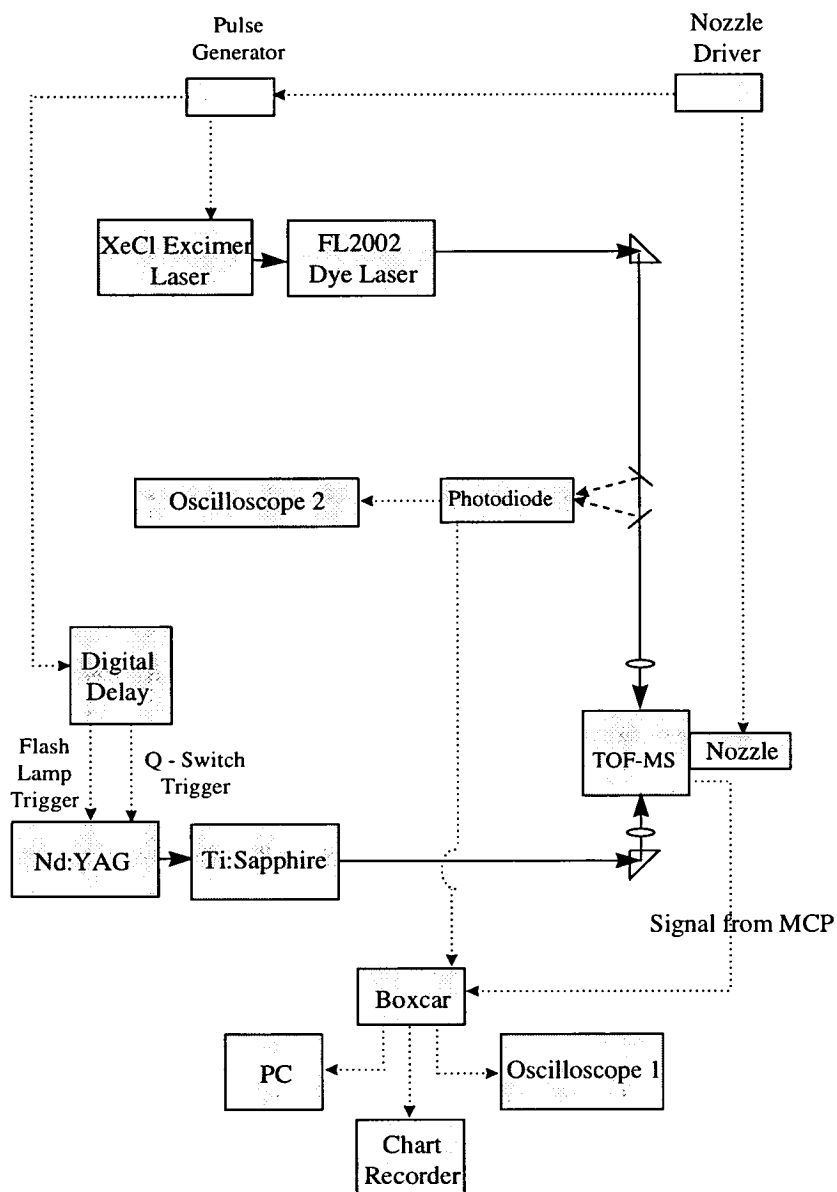 Pulse
Generator
Nozzle
Driver
XeCl Excimer
Laser
FL2002
Dye Laser
Oscilloscope 2
Photodiode
Digital
Delay
Flash
Lamp
Trigger
Q - Switch
Trigger
TOF-MS
Nozzle
Nd:YAG
Ti:Sapphire
Signal from MCP
Boxcar
PC
Oscilloscope 1
Chart
Recorder